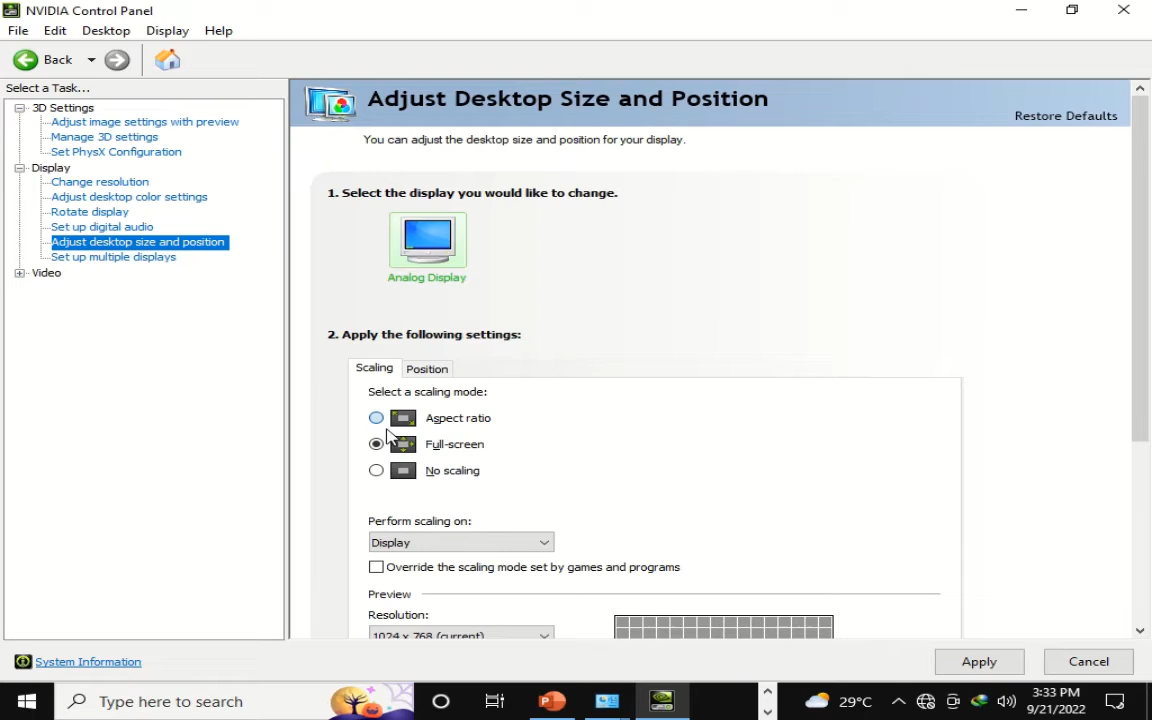 NVIDIA Control Panel
File Edit Desktop Display Help
Back
Select a Task...
3D Settings
Adjust image settings with preview
Manage 3D settings
Set PhysX Configuration
Display
Change resolution
Adjust desktop color settings
Rotate display
Set up digital audio
Adjust desktop size and position
Set up multiple displays
Video
System Information
Adjust Desktop Size and Position
Restore Defaults
You can adjust the desktop size and position for your display.
1. Select the display you would like to change.
Analog Display
2. Apply the following settings:
Scaling Position
Select a scaling mode:
Aspect ratio
Full-screen
No scaling
Perform scaling on:
Display
Override the scaling mode set by games and programs
Preview
Resolution:
1024 x 768 (current)
Apply Cancel
Type here to search
29°C
3:33 PM
9/21/2022